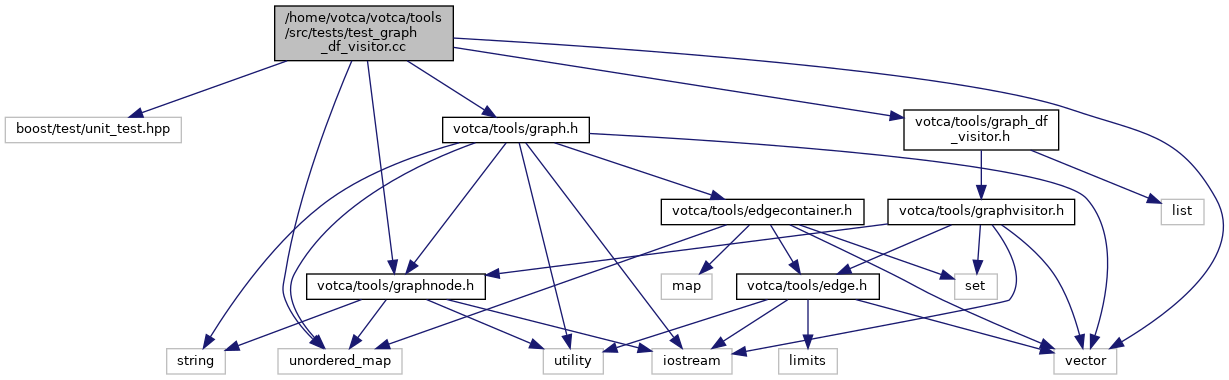 /home/votca/votca/tools
/src/tests/test_graph
_df_visitor.cc
boost/test/unit_test.hpp
votca/tools/graph.h
votca/tools/graph_df
_visitor.h
votca/tools/edgecontainer.h
votca/tools/graphvisitor.h
list
votca/tools/graphnode.h
map
votca/tools/edge.h
set
string
unordered_map
utility
iostream
limits
vector